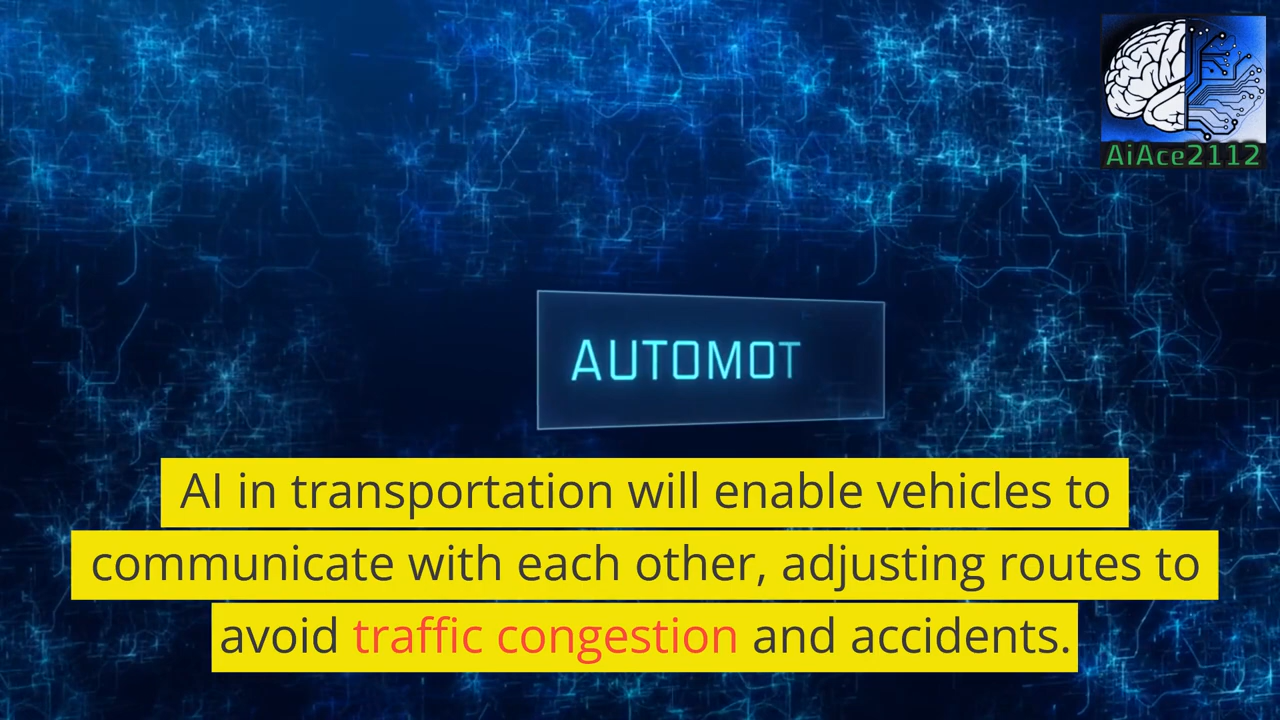 AiAce2112
AUTOMOT
AI in transportation will enable vehicles to
communicate with each other, adjusting routes to
avoid traffic congestion and accidents.